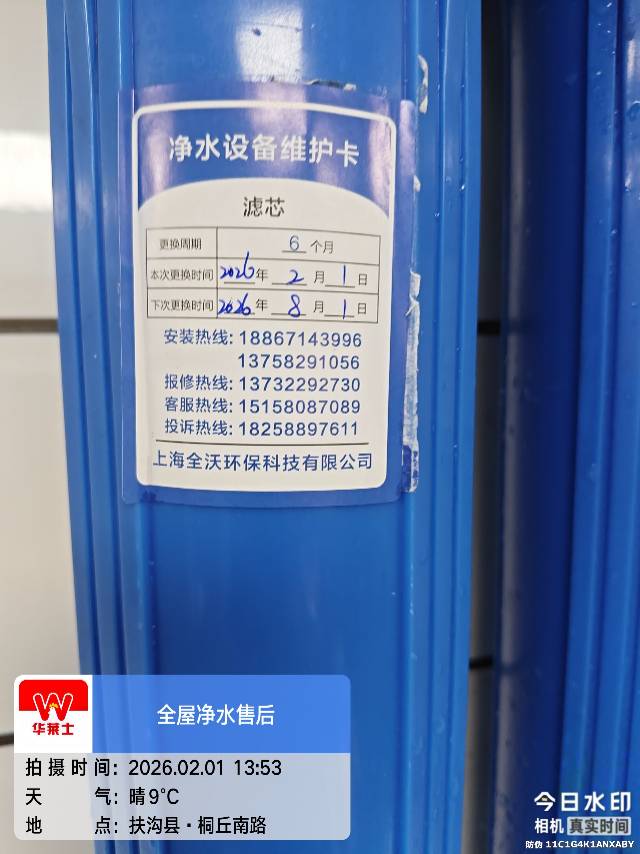 净水设备维护卡
滤芯
更换周期 6 个月
本次更换时间 2026 年 2 月 1 日
下次更换时间 2026 年 8 月 1 日
安装热线: 18867143996
13758291056
报修热线: 13732292730
客服热线: 15158087089
投诉热线: 18258897611
上海全沃环保科技有限公司
华莱士
全屋净水售后
拍摄时间: 2026.02.01 13:53
天 气: 晴 9℃
地 点: 扶沟县·桐丘南路
今日水印
相机 真实时间
防伪 11C1G4K1ANXABY